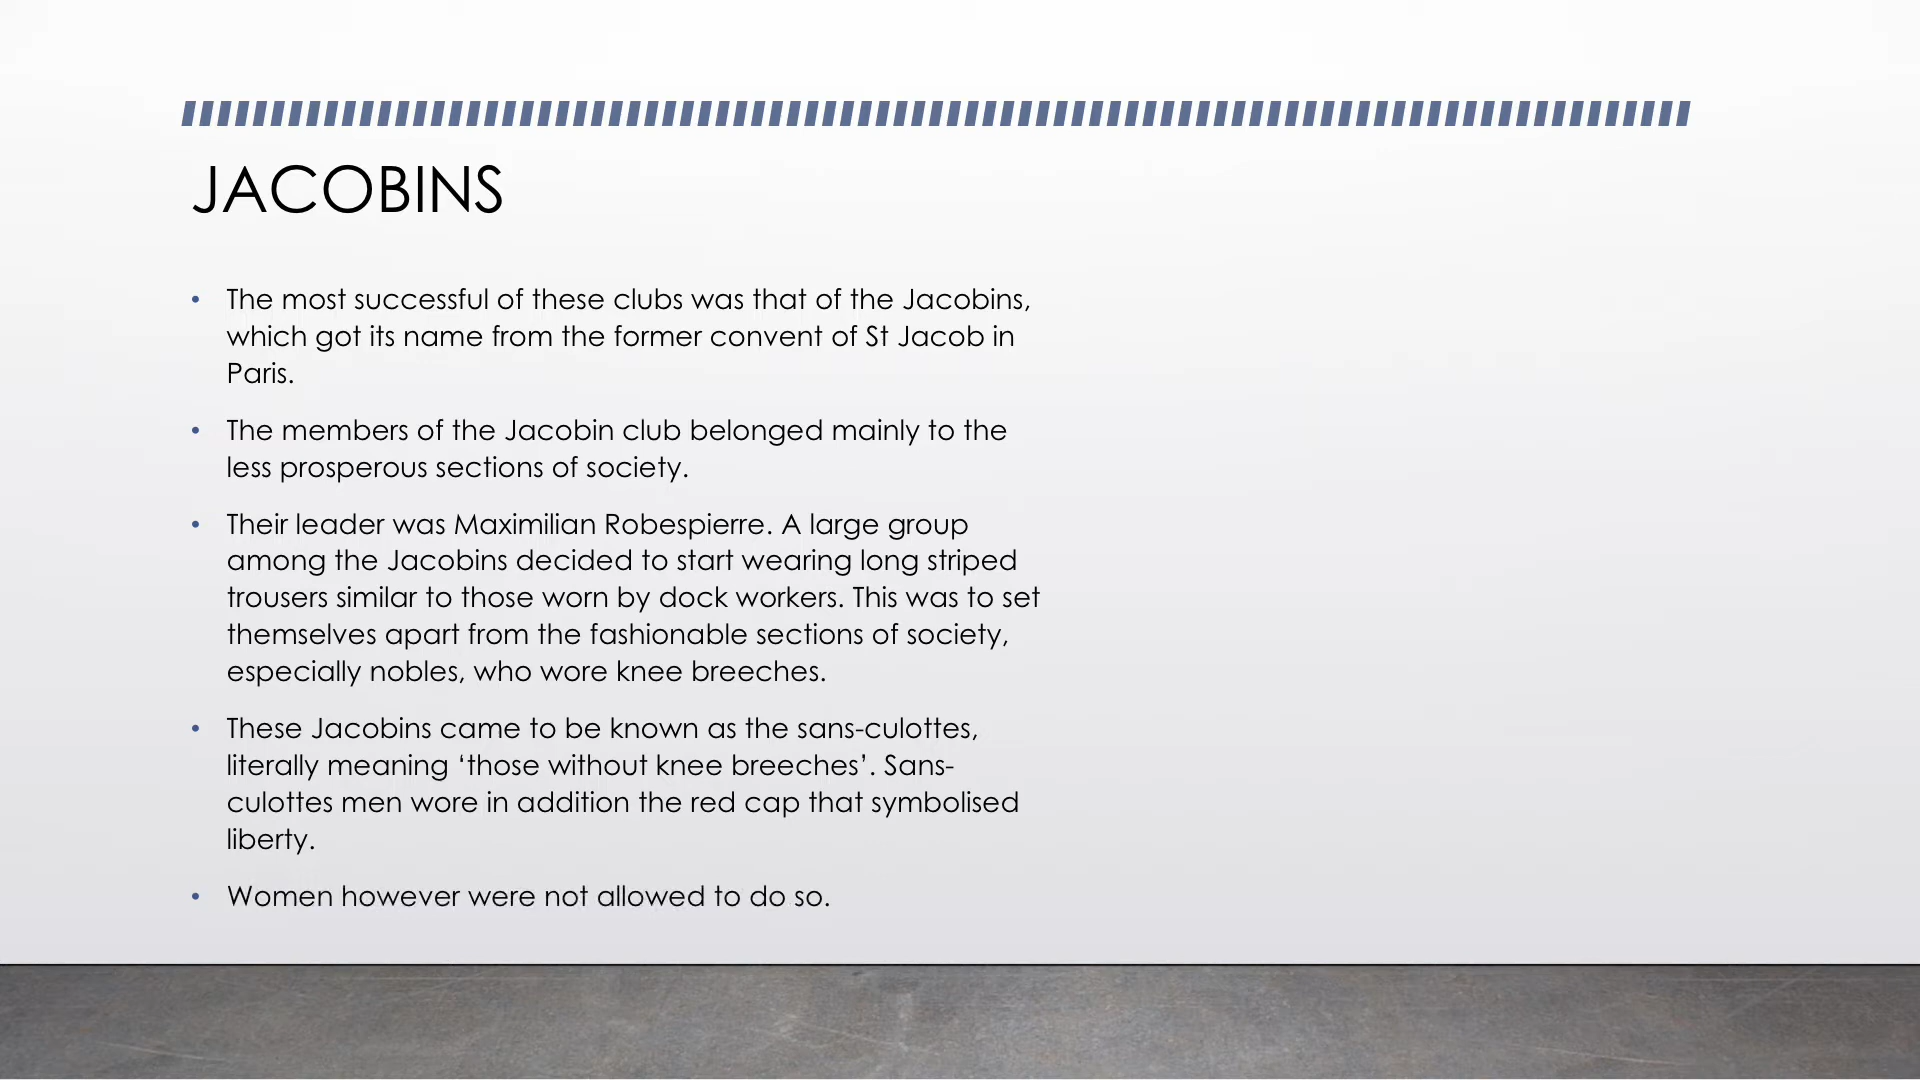 JACOBINS
• The most successful of these clubs was that of the Jacobins,
which got its name from the former convent of St Jacob in
Paris.
• The members of the Jacobin club belonged mainly to the
less prosperous sections of society.
• Their leader was Maximilian Robespierre. A large group
among the Jacobins decided to start wearing long striped
trousers similar to those worn by dock workers. This was to set
themselves apart from the fashionable sections of society,
especially nobles, who wore knee breeches.
• These Jacobins came to be known as the sans-culottes,
literally meaning ‘those without knee breeches’. Sans-
culottes men wore in addition the red cap that symbolised
liberty.
• Women however were not allowed to do so.